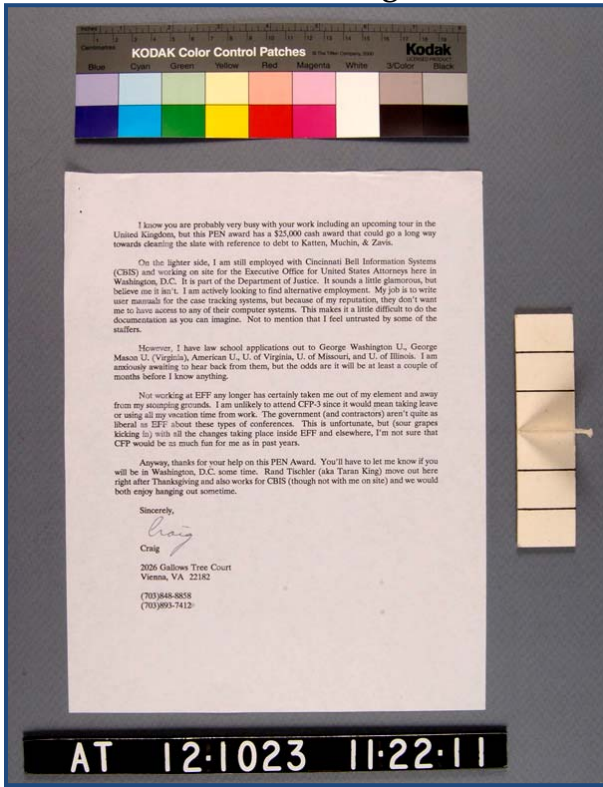 Inches
Centimetres
KODAK Color Control Patches
© The Tiffen Company, 2000
Kodak
LICENSED PRODUCT
Blue Cyan Green Yellow Red Magenta White 3/Color Black
I know you are probably very busy with your work including an upcoming tour in the
United Kingdom, but this PEN award has a $25,000 cash award that could go a long way
towards cleaning the slate with reference to debt to Katten, Muchin, & Zavis.
On the lighter side, I am still employed with Cincinnati Bell Information Systems
(CBIS) and working on site for the Executive Office for United States Attorneys here in
Washington, D.C. It is part of the Department of Justice. It sounds a little glamorous, but
believe me it isn't. I am actively looking to find alternative employment. My job is to write
user manuals for the case tracking systems, but because of my reputation, they don't want
me to have access to any of their computer systems. This makes it a little difficult to do the
documentation as you can imagine. Not to mention that I feel untrusted by some of the
staffers.
However, I have law school applications out to George Washington U., George
Mason U. (Virginia), American U., U. of Virginia, U. of Missouri, and U. of Illinois. I am
anxiously awaiting to hear back from them, but the odds are it will be at least a couple of
months before I know anything.
Not working at EFF any longer has certainly taken me out of my element and away
from my stomping grounds. I am unlikely to attend CFP-3 since it would mean taking leave
or using all my vacation time from work. The government (and contractors) aren't quite as
liberal as EFF about these types of conferences. This is unfortunate, but (sour grapes
kicking in) with all the changes taking place inside EFF and elsewhere, I'm not sure that
CFP would be as much fun for me as in past years.
Anyway, thanks for your help on this PEN Award. You'll have to let me know if you
will be in Washington, D.C. some time. Rand Tischler (aka Taran King) move out here
right after Thanksgiving and also works for CBIS (though not with me on site) and we would
both enjoy hanging out sometime.
Sincerely,
Craig
Craig
2026 Gallows Tree Court
Vienna, VA 22182
(703)848-8858
(703)893-7412
AT 12·1023 11·22·11